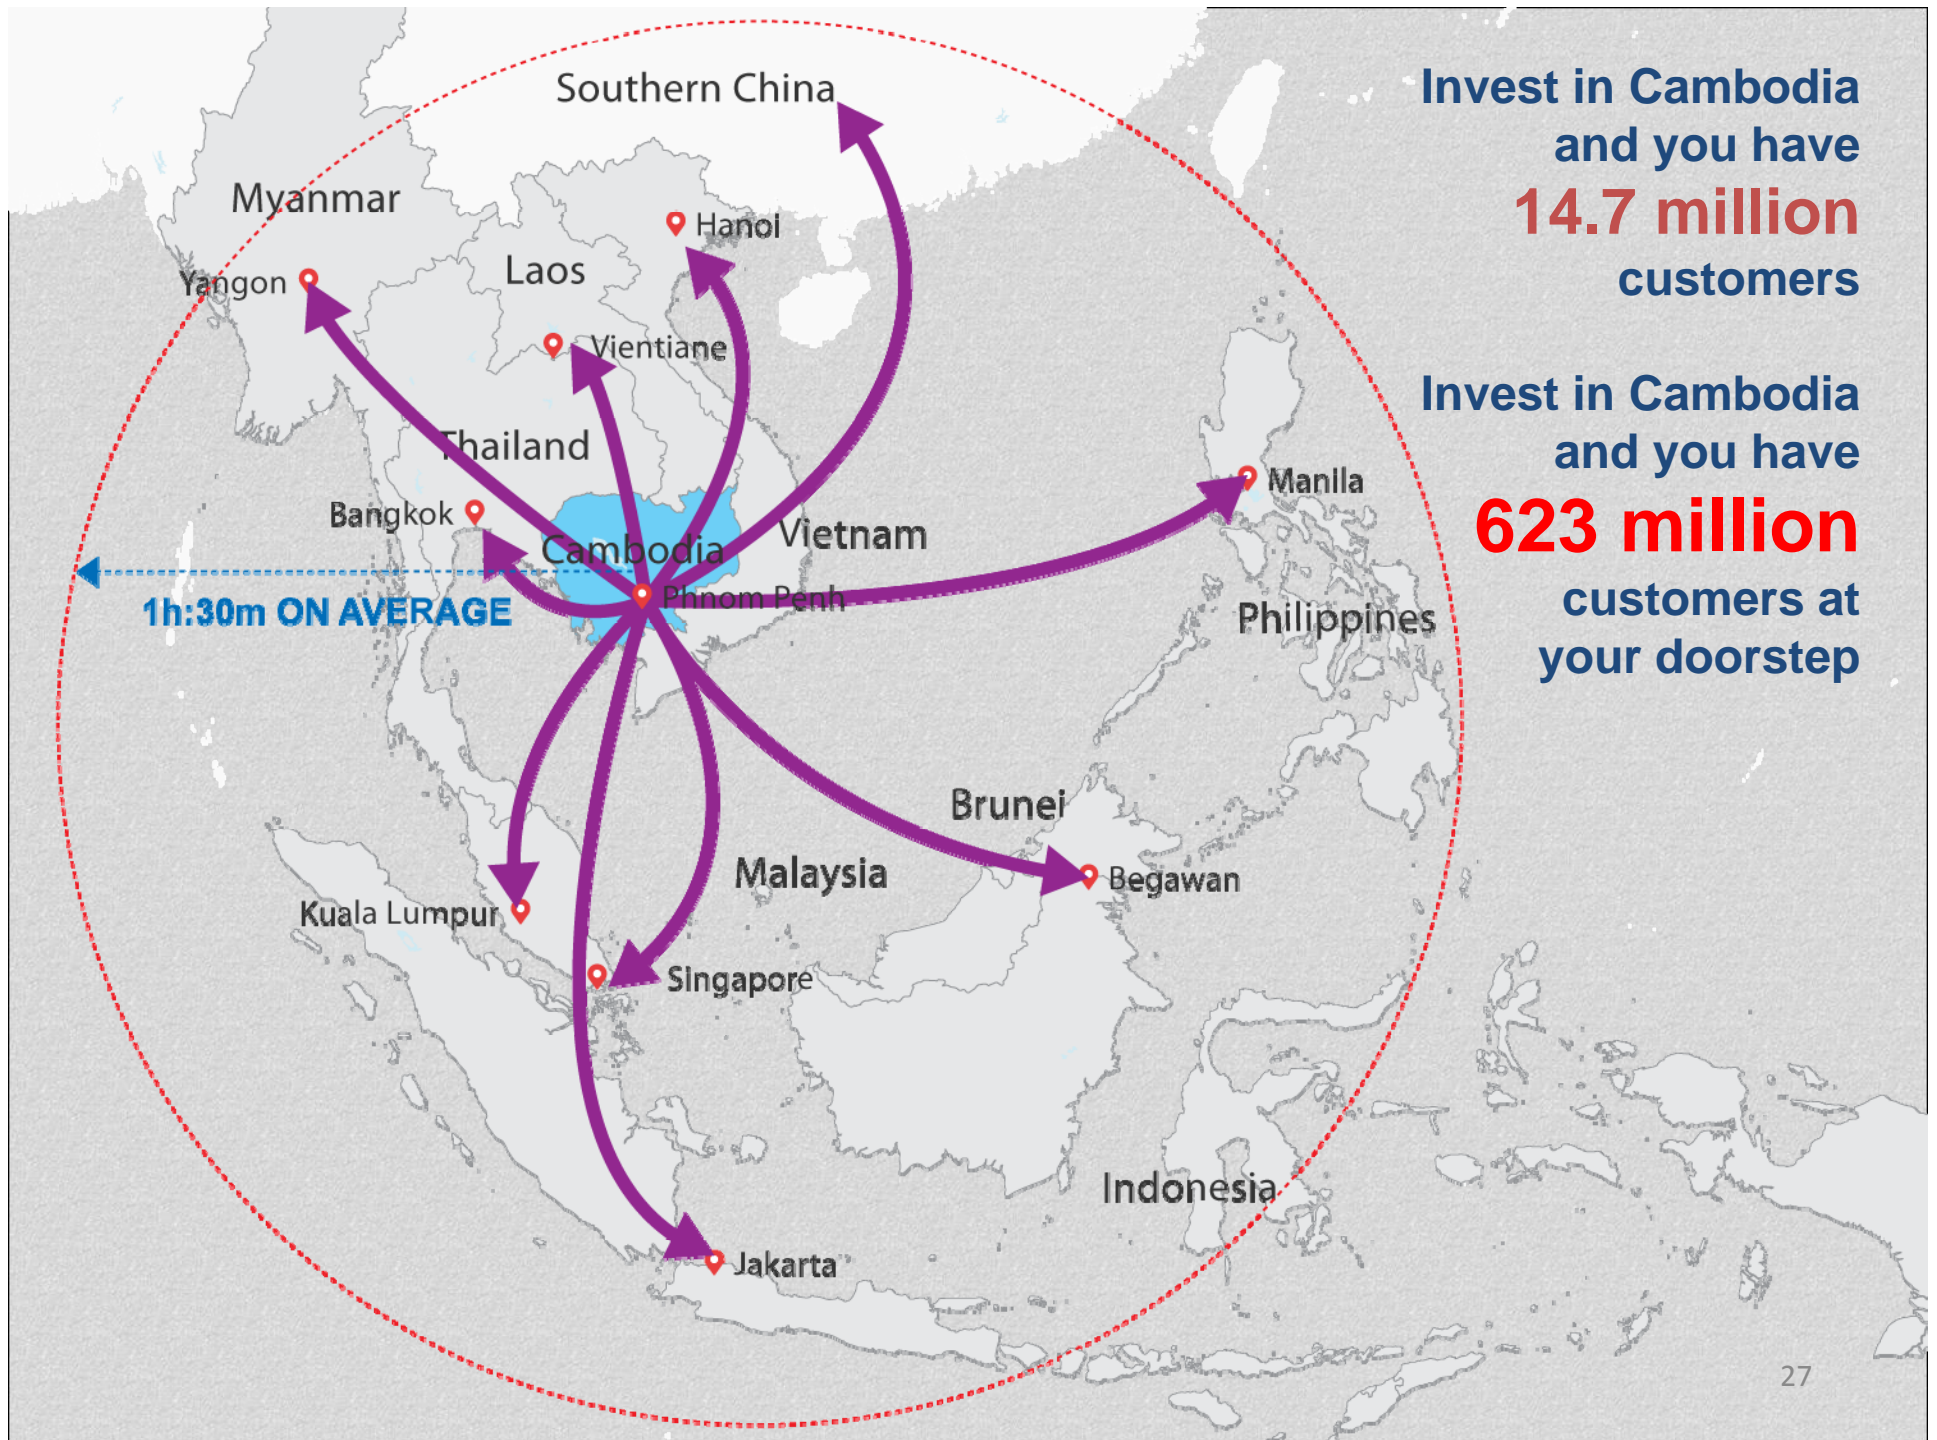 Southern China
Myanmar
Hanoi
Yangon
Laos
Vientiane
Thailand
Bangkok
Manila
Cambodia
Vietnam
1h:30m ON AVERAGE
Phnom Penh
Philippines
Brunei
Malaysia
Begawan
Kuala Lumpur
Singapore
Indonesia
Jakarta
Invest in Cambodia
and you have
14.7 million
customers
Invest in Cambodia
and you have
623 million
customers at
your doorstep
27